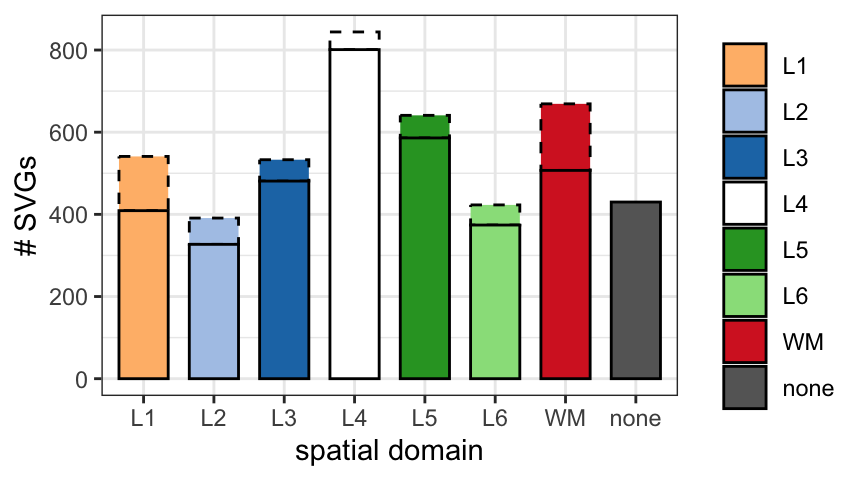 # SVGs
800
600
400
200
0
L1 L2 L3 L4 L5 L6 WM none
spatial domain
L1
L2
L3
L4
L5
L6
WM
none